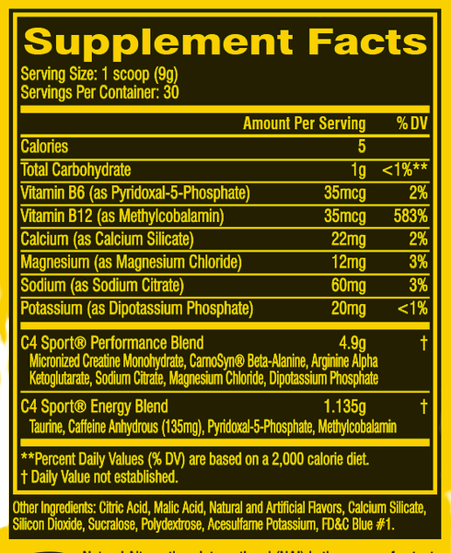 Supplement Facts
Serving Size: 1 scoop (9g)
Servings Per Container: 30
Amount Per Serving %DV
Calories 5
Total Carbohydrate 1g <1%**
Vitamin B6 (as Pyridoxal-5-Phosphate) 35mcg 2%
Vitamin B12 (as Methylcobalamin) 35mcg 583%
Calcium (as Calcium Silicate) 22mg 2%
Magnesium (as Magnesium Chloride) 12mg 3%
Sodium (as Sodium Citrate) 60mg 3%
Potassium (as Dipotassium Phosphate) 20mg <1%
C4 Sport® Performance Blend 4.9g †
Micronized Creatine Monohydrate, CarnoSyn® Beta-Alanine, Arginine Alpha
Ketoglutarate, Sodium Citrate, Magnesium Chloride, Dipotassium Phosphate
C4 Sport® Energy Blend 1.135g †
Taurine, Caffeine Anhydrous (135mg), Pyridoxal-5-Phosphate, Methylcobalamin
**Percent Daily Values (% DV) are based on a 2,000 calorie diet.
† Daily Value not established.
Other Ingredients: Citric Acid, Malic Acid, Natural and Artificial Flavors, Calcium Silicate,
Silicon Dioxide, Sucralose, Polydextrose, Acesulfame Potassium, FD&C Blue #1.